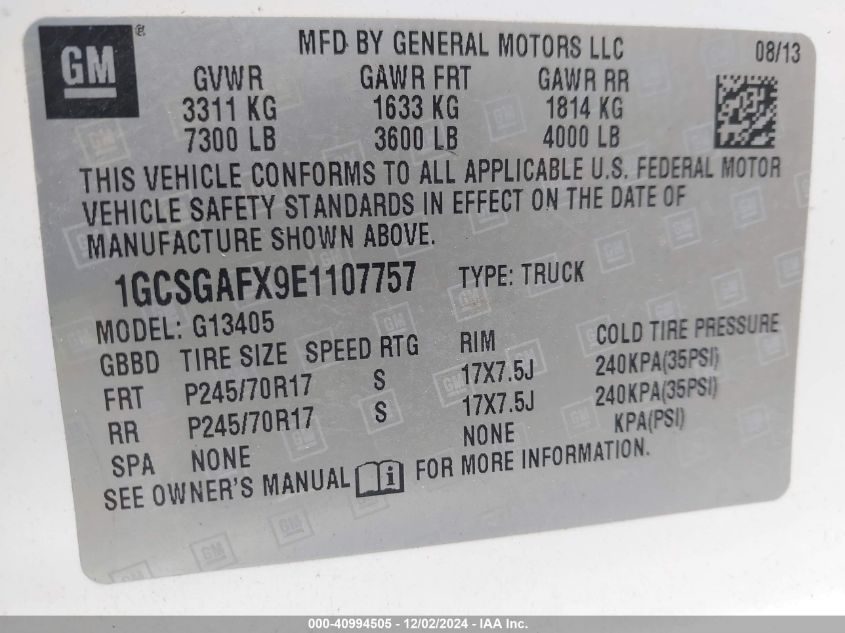 GM ® MFD BY GENERAL MOTORS LLC 08/13
GVWR GAWR FRT GAWR RR
3311 KG 1633 KG 1814 KG
7300 LB 3600 LB 4000 LB
THIS VEHICLE CONFORMS TO ALL APPLICABLE U.S. FEDERAL MOTOR
VEHICLE SAFETY STANDARDS IN EFFECT ON THE DATE OF
MANUFACTURE SHOWN ABOVE.
1GCSGAFX9E1107757 TYPE: TRUCK
MODEL: G13405
GBBD TIRE SIZE SPEED RTG RIM COLD TIRE PRESSURE
FRT P245/70R17 S 17X7.5J 240KPA(35PSI)
RR P245/70R17 S 17X7.5J 240KPA(35PSI)
SPA NONE NONE KPA(PSI)
SEE OWNER'S MANUAL i FOR MORE INFORMATION.
000-40994505 - 12/02/2024 - IAA Inc.